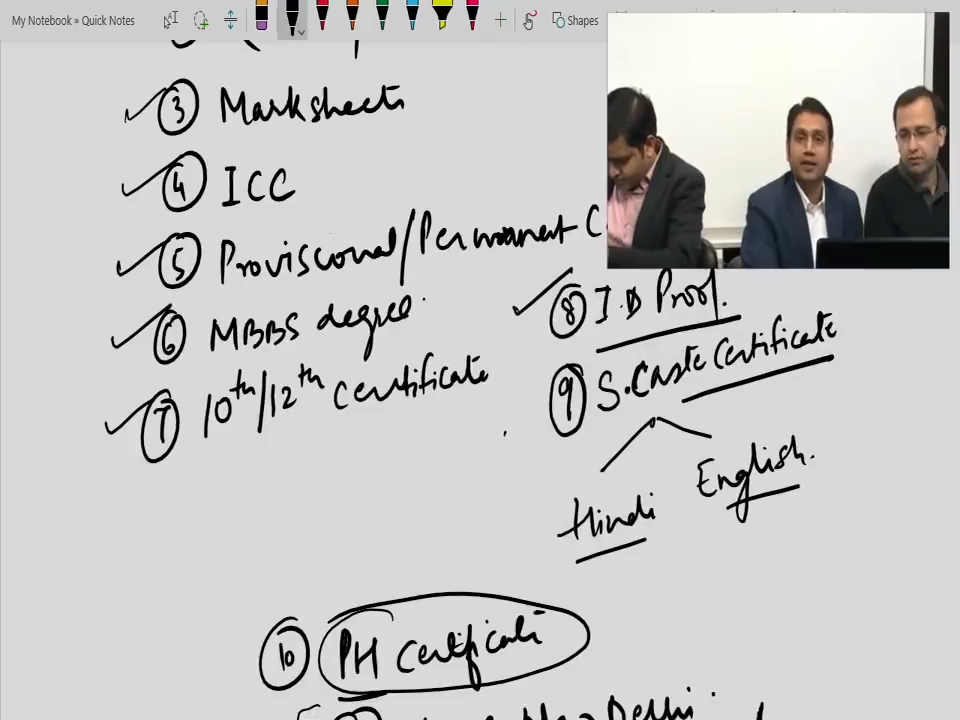 My Notebook » Quick Notes
Shapes
3 Marksheets
4 ICC
5 Provisional/Permanent C
6 MBBS degree
7 10th/12th certificate
8 I.D Proof.
9 S. Caste Certificate
Hindi English.
10 PH Certificate
Delhi